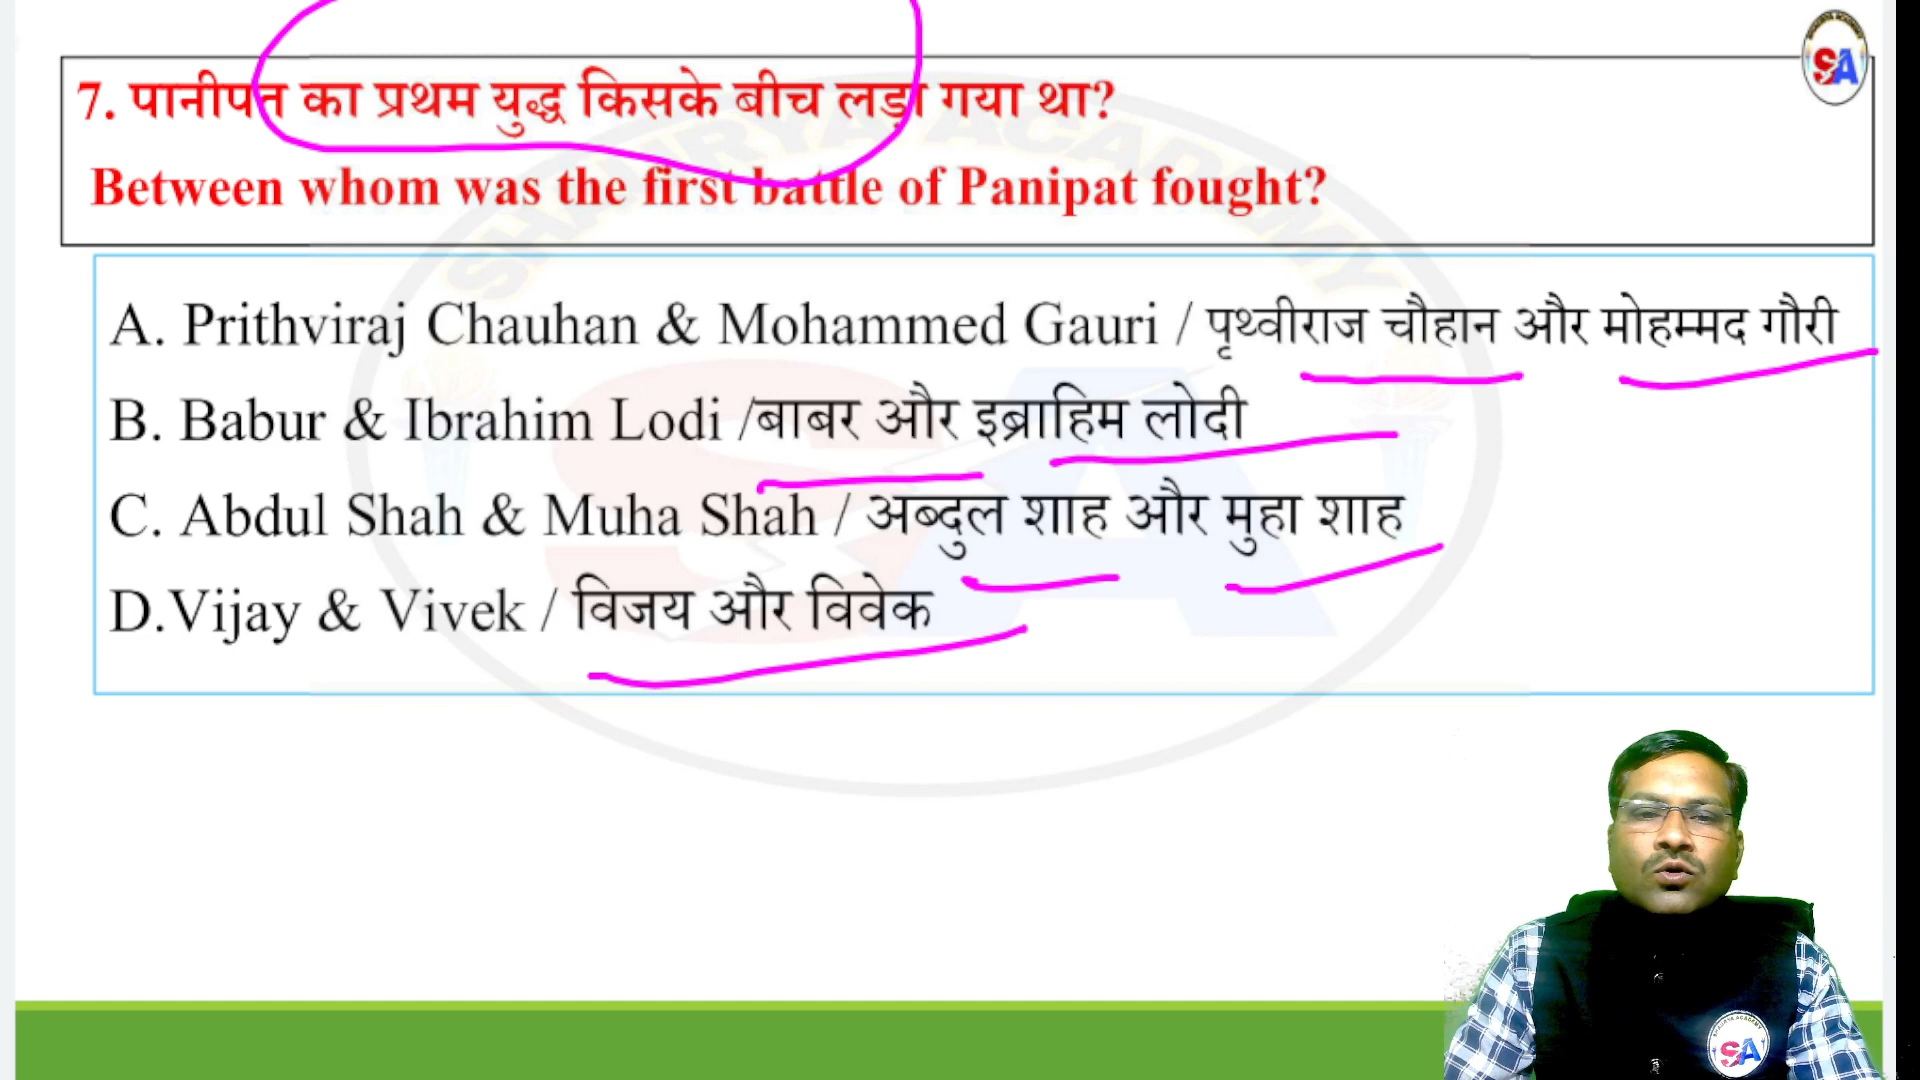 7. पानीपत का प्रथम युद्ध किसके बीच लड़ा गया था?
Between whom was the first battle of Panipat fought?
A. Prithviraj Chauhan & Mohammed Gauri / पृथ्वीराज चौहान और मोहम्मद गौरी
B. Babur & Ibrahim Lodi /बाबर और इब्राहिम लोदी
C. Abdul Shah & Muha Shah / अब्दुल शाह और मुहा शाह
D.Vijay & Vivek / विजय और विवेक
SA
SA